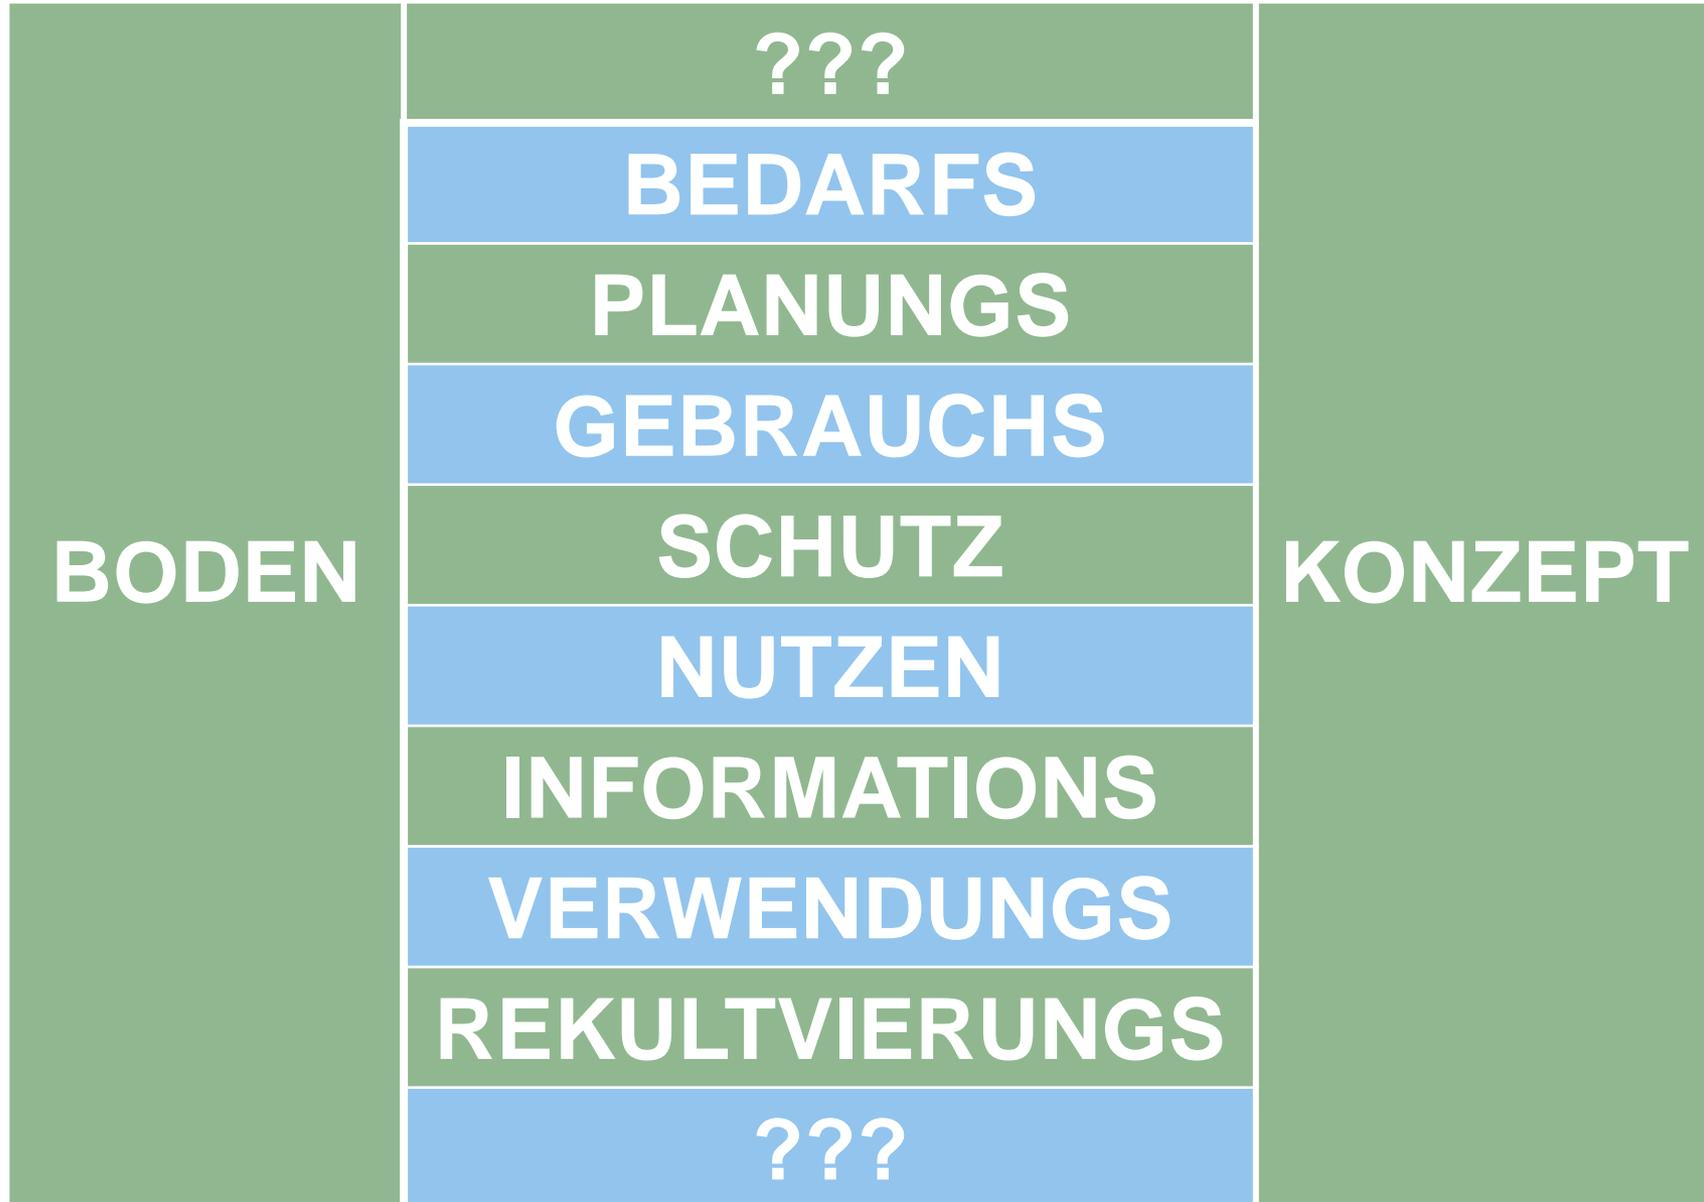 ???
BEDARFS
PLANUNGS
GEBRAUCHS
SCHUTZ
BODEN
KONZEPT
NUTZEN
INFORMATIONS
VERWENDUNGS
REKULTVIERUNGS
???